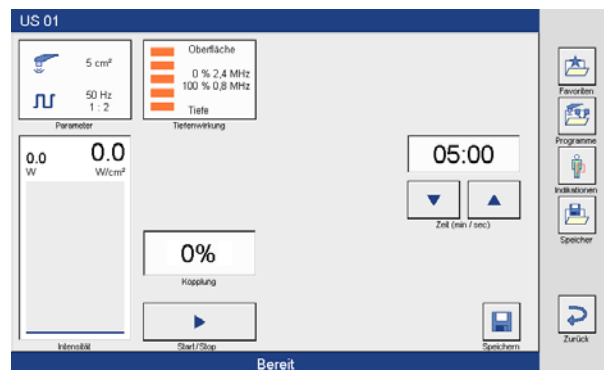 US 01
5 cm²
50 Hz
1 : 2
Parameter
Oberfläche
0 % 2,4 MHz
100 % 0,8 MHz
Tiefe
Tiefenwirkung
0.0
W
0.0
W/cm²
Intensität
0%
Kopplung
Start/Stop
05:00
Zeit (min / sec)
Speichern
Favoriten
Programme
Indikationen
Speicher
Zurück
Bereit